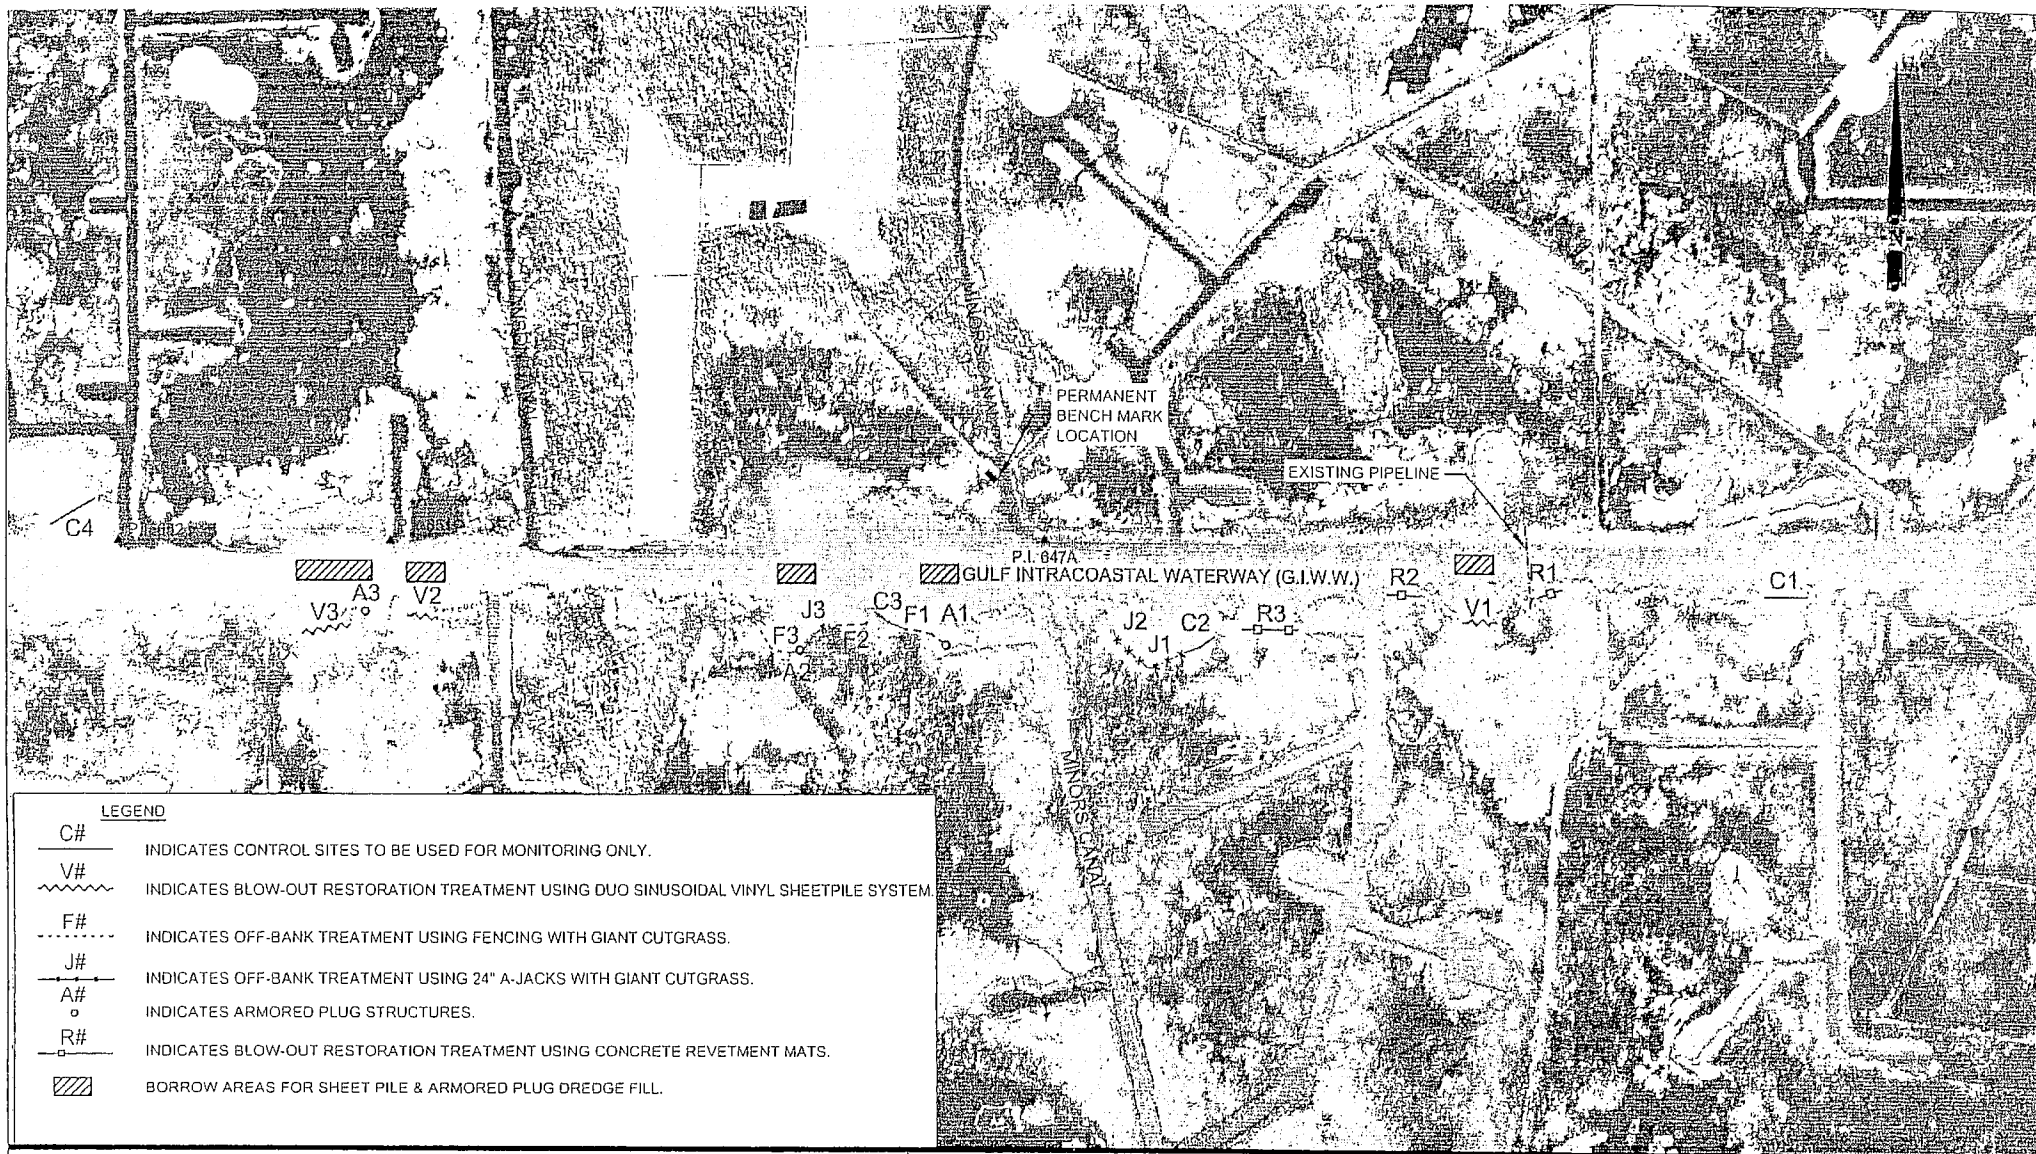 MINORS CANAL
PERMANENT
BENCH MARK
LOCATION
EXISTING PIPELINE
C4
P.I. 647A
GULF INTRACOASTAL WATERWAY (G.I.W.W.)
R2
R1
C1
V3
A3
V2
J3
C3
F1
A1
F3
F2
A2
J2
J1
C2
R3
V1
MINORS CANAL
LEGEND
C#
INDICATES CONTROL SITES TO BE USED FOR MONITORING ONLY.
V#
INDICATES BLOW-OUT RESTORATION TREATMENT USING DUO SINUSOIDAL VINYL SHEETPILE SYSTEM.
F#
INDICATES OFF-BANK TREATMENT USING FENCING WITH GIANT CUTGRASS.
J#
INDICATES OFF-BANK TREATMENT USING 24" A-JACKS WITH GIANT CUTGRASS.
A#
INDICATES ARMORED PLUG STRUCTURES.
R#
INDICATES BLOW-OUT RESTORATION TREATMENT USING CONCRETE REVETMENT MATS.
BORROW AREAS FOR SHEET PILE & ARMORED PLUG DREDGE FILL.